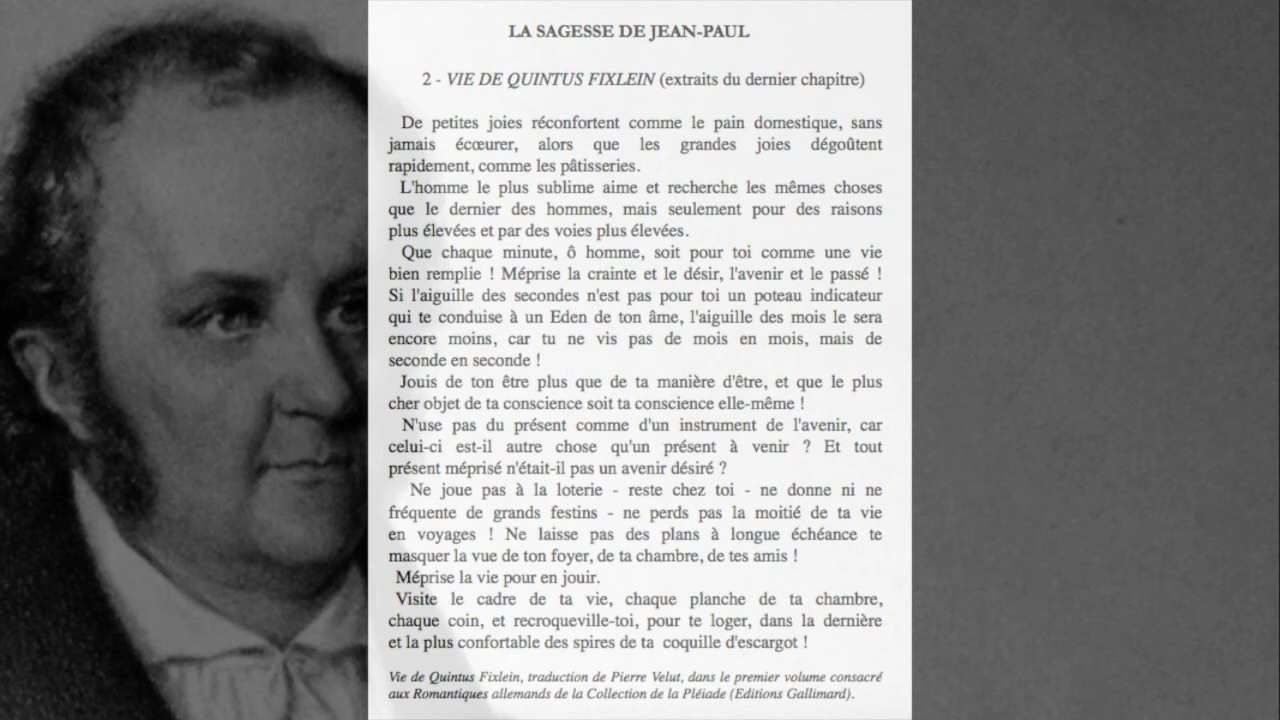 LA SAGESSE DE JEAN-PAUL
2 - VIE DE QUINTUS FIXLEIN (extraits du dernier chapitre)
De petites joies réconfortent comme le pain domestique, sans
jamais écœurer, alors que les grandes joies dégoûtent
rapidement, comme les pâtisseries.
L'homme le plus sublime aime et recherche les mêmes choses
que le dernier des hommes, mais seulement pour des raisons
plus élevées et par des voies plus élevées.
Que chaque minute, ô homme, soit pour toi comme une vie
bien remplie ! Méprise la crainte et le désir, l'avenir et le passé !
Si l'aiguille des secondes n'est pas pour toi un poteau indicateur
qui te conduise à un Eden de ton âme, l'aiguille des mois le sera
encore moins, car tu ne vis pas de mois en mois, mais de
seconde en seconde !
Jouis de ton être plus que de ta manière d'être, et que le plus
cher objet de ta conscience soit ta conscience elle-même !
N'use pas du présent comme d'un instrument de l'avenir, car
celui-ci est-il autre chose qu'un présent à venir ? Et tout
présent méprisé n'était-il pas un avenir désiré ?
Ne joue pas à la loterie - reste chez toi - ne donne ni ne
fréquente de grands festins - ne perds pas la moitié de ta vie
en voyages ! Ne laisse pas des plans à longue échéance te
masquer la vue de ton foyer, de ta chambre, de tes amis !
Méprise la vie pour en jouir.
Visite le cadre de ta vie, chaque planche de ta chambre,
chaque coin, et recroqueville-toi, pour te loger, dans la dernière
et la plus confortable des spires de ta coquille d'escargot !
Vie de Quintus Fixlein, traduction de Pierre Velut, dans le premier volume consacré
aux Romantiques allemands de la Collection de la Pléiade (Editions Gallimard).